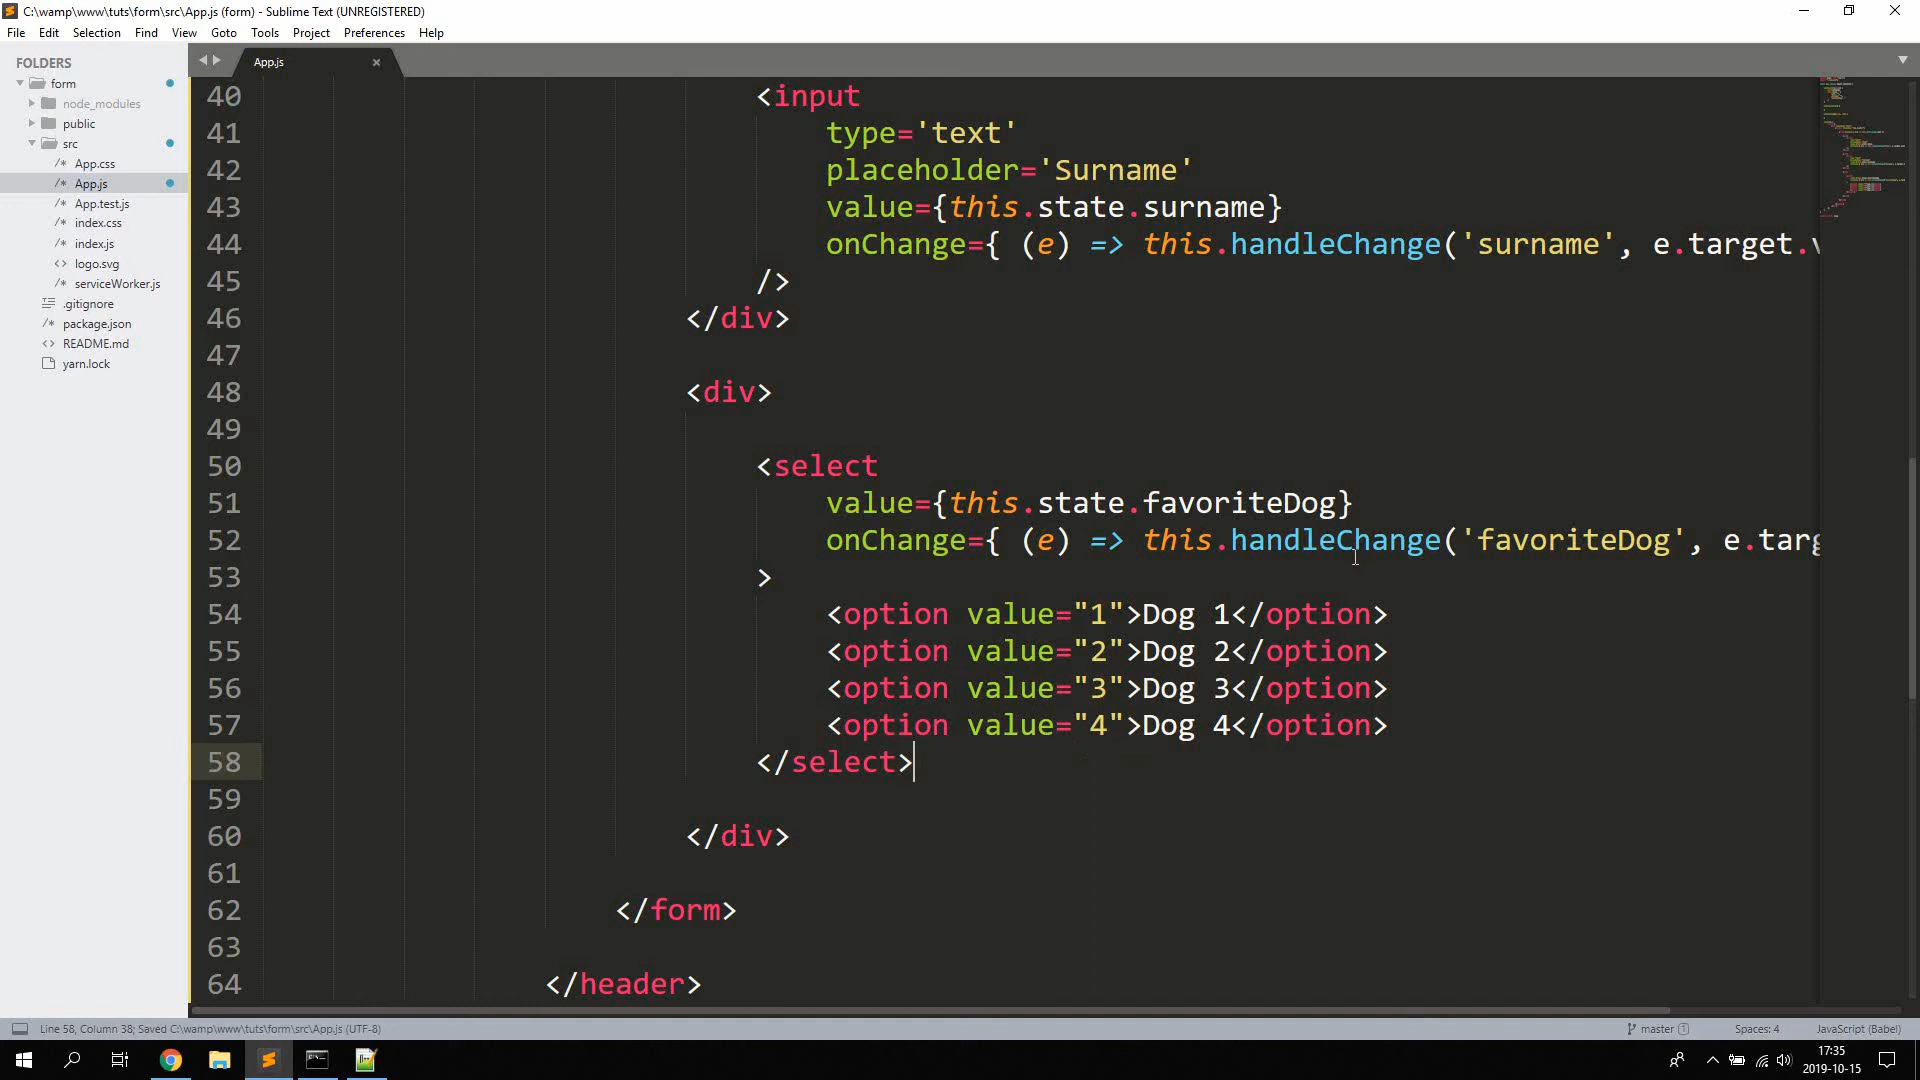 C:\wamp\www\tuts\form\src\App.js (form) - Sublime Text (UNREGISTERED)
File Edit Selection Find View Goto Tools Project Preferences Help
FOLDERS
form
node_modules
public
src
App.css
App.js
App.test.js
index.css
index.js
logo.svg
serviceWorker.js
.gitignore
package.json
README.md
yarn.lock
App.js
40 <input
41 type='text'
42 placeholder='Surname'
43 value={this.state.surname}
44 onChange={ (e) => this.handleChange('surname', e.target.v
45 />
46 </div>
47
48 <div>
49
50 <select
51 value={this.state.favoriteDog}
52 onChange={ (e) => this.handleChange('favoriteDog', e.targ
53 >
54 <option value="1">Dog 1</option>
55 <option value="2">Dog 2</option>
56 <option value="3">Dog 3</option>
57 <option value="4">Dog 4</option>
58 </select>
59
60 </div>
61
62 </form>
63
64 </header>
Line 58, Column 38; Saved C:\wamp\www\tuts\form\src\App.js (UTF-8)
master 1 Spaces: 4 JavaScript (Babel)
17:35
2019-10-15